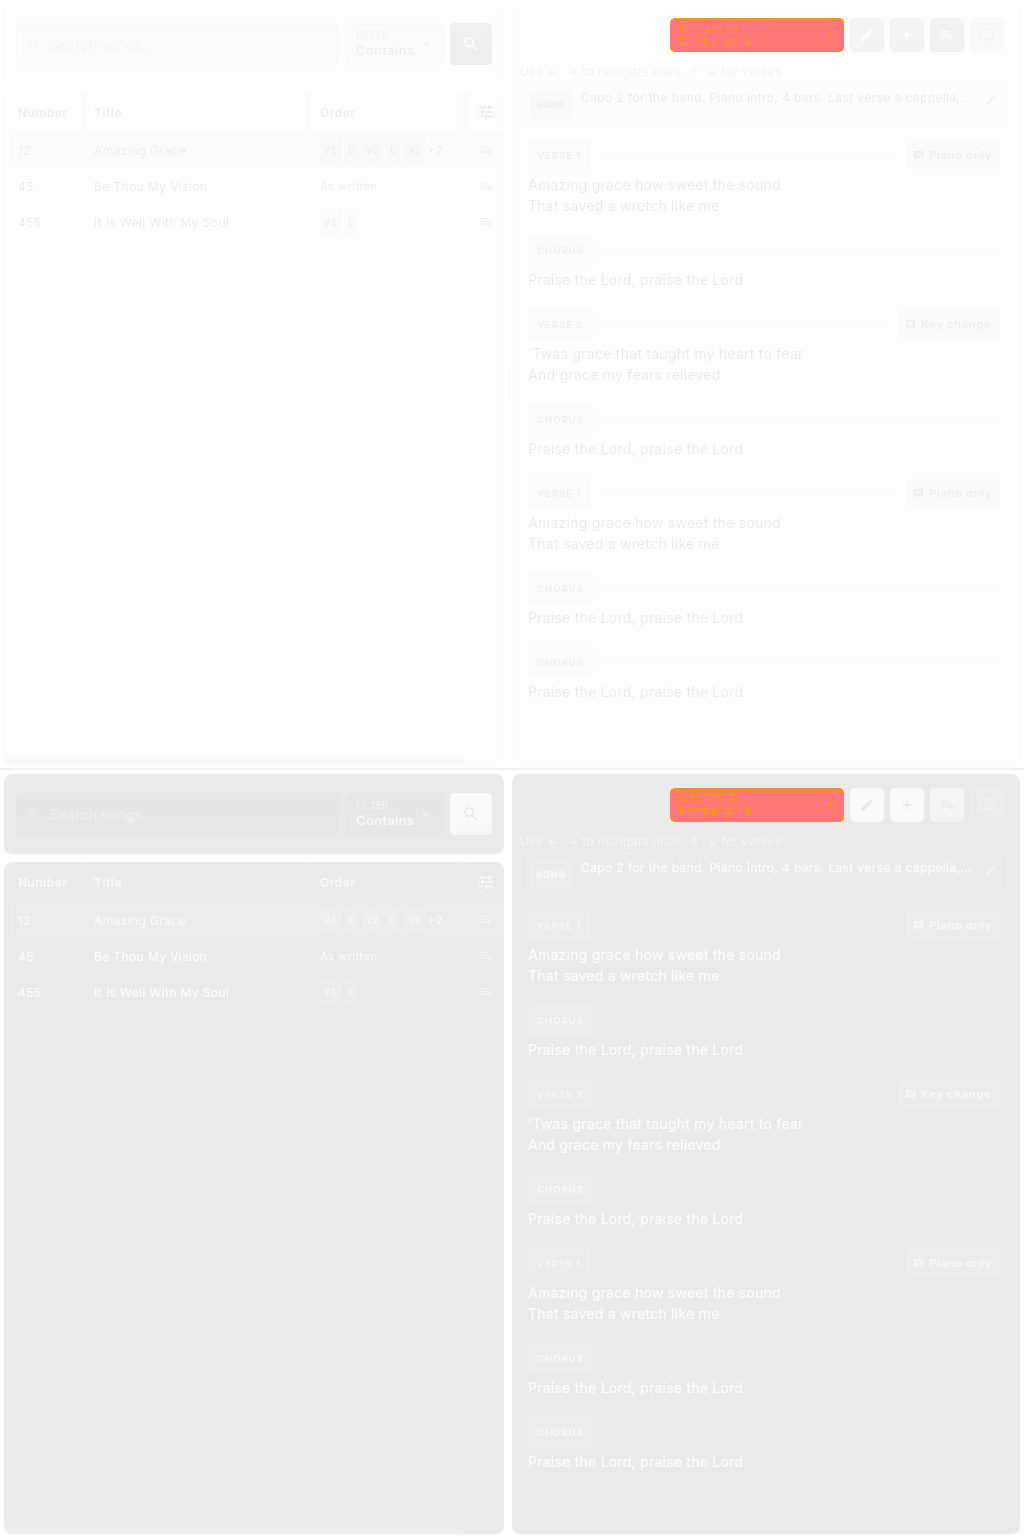 Search songs...
FILTER
Contains
Number Title Order
12 Amazing Grace V1 C V2 C V1 +2
45 Be Thou My Vision As written
455 It Is Well With My Soul V1 C
Use ← → to navigate lines, ↑ ↓ for verses
SONG Capo 2 for the band. Piano intro, 4 bars. Last verse a cappella,...
VERSE 1 Piano only
Amazing grace how sweet the sound
That saved a wretch like me
CHORUS
Praise the Lord, praise the Lord
VERSE 2 Key change
'Twas grace that taught my heart to fear
And grace my fears relieved
CHORUS
Praise the Lord, praise the Lord
VERSE 1 Piano only
Amazing grace how sweet the sound
That saved a wretch like me
CHORUS
Praise the Lord, praise the Lord
CHORUS
Praise the Lord, praise the Lord
Search songs...
FILTER
Contains
Number Title Order
12 Amazing Grace V1 C V2 C V1 +2
45 Be Thou My Vision As written
455 It Is Well With My Soul V1 C
Use ← → to navigate lines, ↑ ↓ for verses
SONG Capo 2 for the band. Piano intro, 4 bars. Last verse a cappella,...
VERSE 1 Piano only
Amazing grace how sweet the sound
That saved a wretch like me
CHORUS
Praise the Lord, praise the Lord
VERSE 2 Key change
'Twas grace that taught my heart to fear
And grace my fears relieved
CHORUS
Praise the Lord, praise the Lord
VERSE 1 Piano only
Amazing grace how sweet the sound
That saved a wretch like me
CHORUS
Praise the Lord, praise the Lord
CHORUS
Praise the Lord, praise the Lord